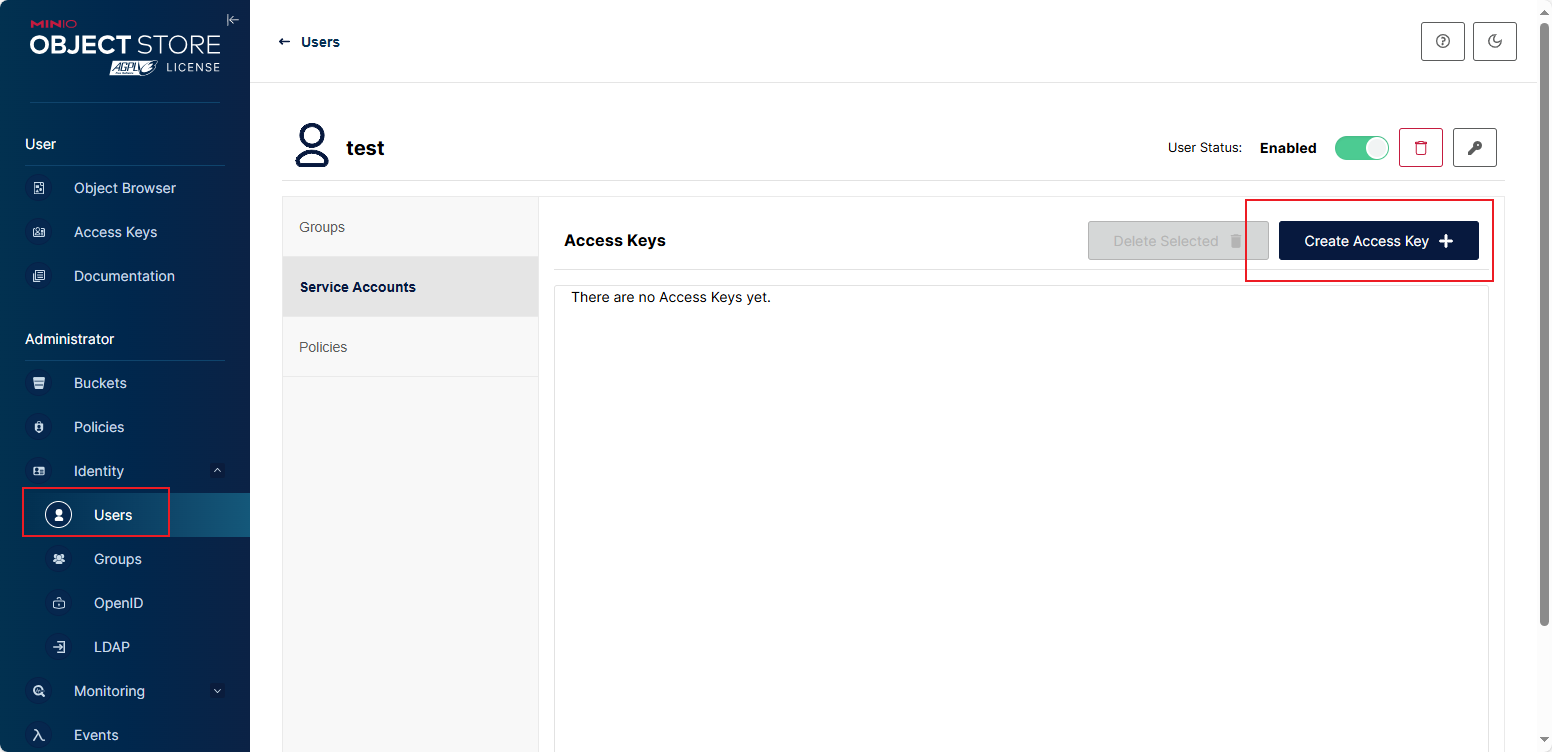 MINIO
OBJECT STORE
AGPLV3 LICENSE
User
Object Browser
Access Keys
Documentation
Administrator
Buckets
Policies
Identity
Users
Groups
OpenID
LDAP
Monitoring
Events
← Users
test
User Status: Enabled
Groups
Service Accounts
Policies
Access Keys
Delete Selected
Create Access Key +
There are no Access Keys yet.